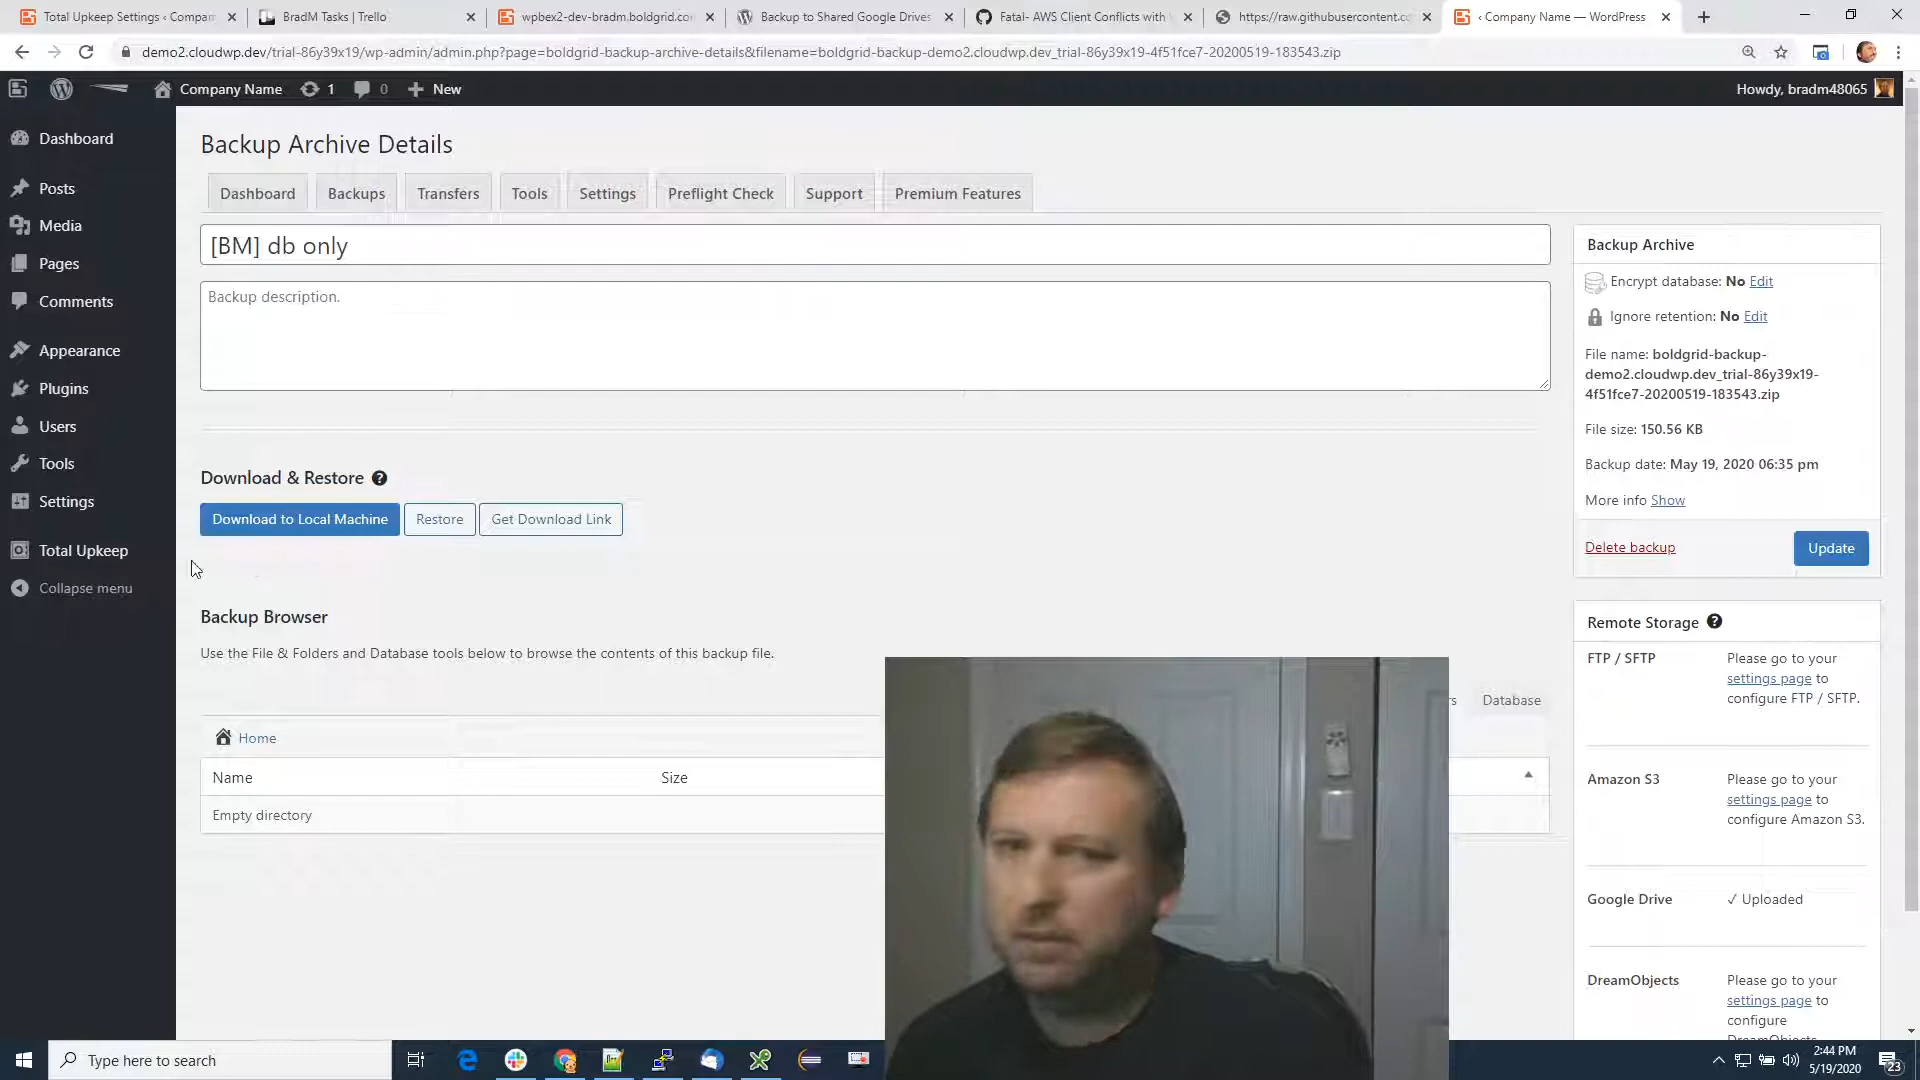 Total Upkeep Settings ‹ Compan
BradM Tasks | Trello
wpbex2-dev-bradm.boldgrid.co
Backup to Shared Google Drives
Fatal- AWS Client Conflicts with
https://raw.githubusercontent.c
‹ Company Name — WordPress
demo2.cloudwp.dev/trial-86y39x19/wp-admin/admin.php?page=boldgrid-backup-archive-details&filename=boldgrid-backup-demo2.cloudwp.dev_trial-86y39x19-4f51fce7-20200519-183543.zip
Company Name
1
0
New
Howdy, bradm48065
Dashboard
Posts
Media
Pages
Comments
Appearance
Plugins
Users
Tools
Settings
Total Upkeep
Collapse menu
Backup Archive Details
Dashboard
Backups
Transfers
Tools
Settings
Preflight Check
Support
Premium Features
[BM] db only
Backup description.
Download & Restore
Download to Local Machine
Restore
Get Download Link
Backup Browser
Use the File & Folders and Database tools below to browse the contents of this backup file.
rs
Database
Home
Name
Size
Empty directory
Backup Archive
Encrypt database: No Edit
Ignore retention: No Edit
File name: boldgrid-backup-
demo2.cloudwp.dev_trial-86y39x19-
4f51fce7-20200519-183543.zip
File size: 150.56 KB
Backup date: May 19, 2020 06:35 pm
More info Show
Delete backup
Update
Remote Storage
FTP / SFTP
Please go to your
settings page to
configure FTP / SFTP.
Amazon S3
Please go to your
settings page to
configure Amazon S3.
Google Drive
✓ Uploaded
DreamObjects
Please go to your
settings page to
configure
Type here to search
2:44 PM
5/19/2020
23